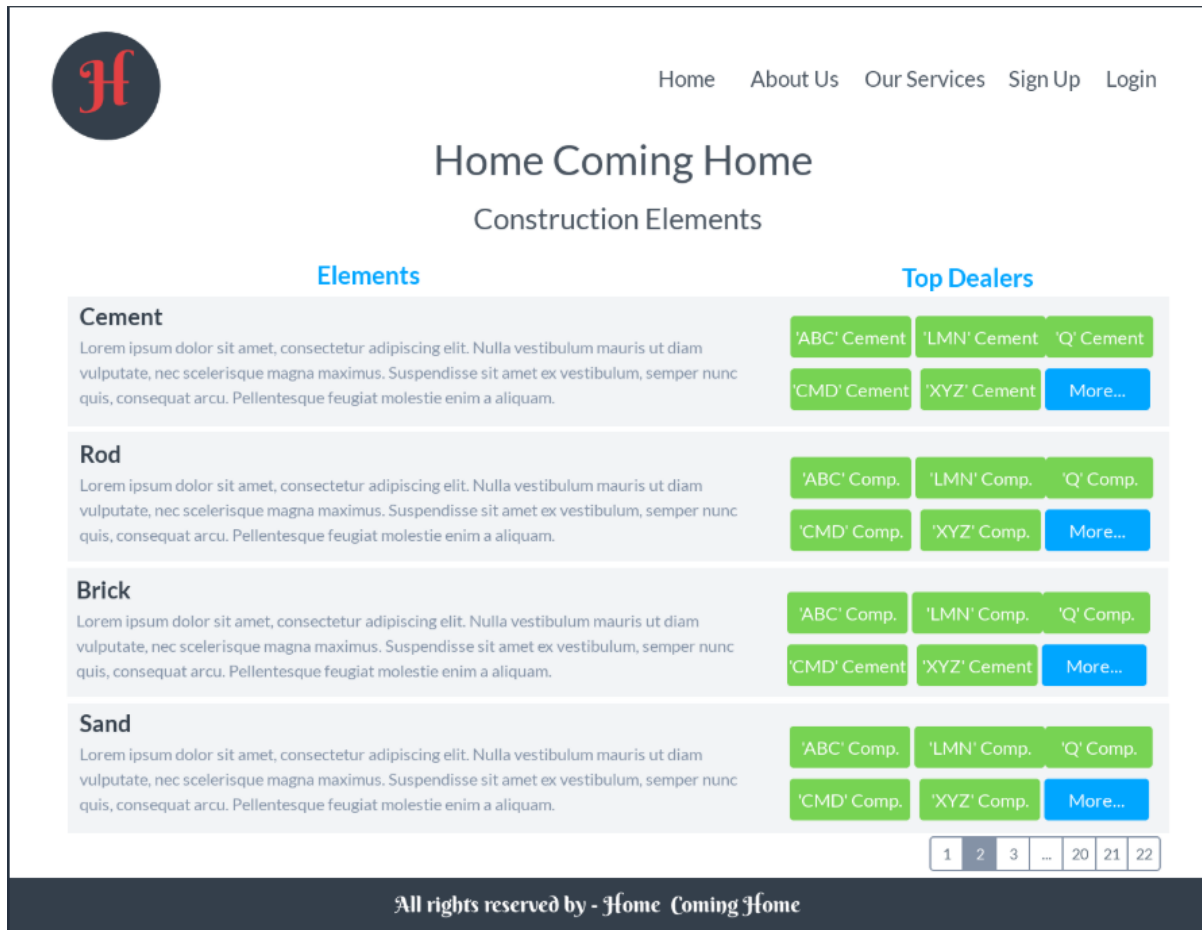 H
Home About Us Our Services Sign Up Login
Home Coming Home
Construction Elements
Elements Top Dealers
Cement
Lorem ipsum dolor sit amet, consectetur adipiscing elit. Nulla vestibulum mauris ut diam
vulputate, nec scelerisque magna maximus. Suspendisse sit amet ex vestibulum, semper nunc
quis, consequat arcu. Pellentesque feugiat molestie enim a aliquam.
'ABC' Cement 'LMN' Cement 'Q' Cement
'CMD' Cement 'XYZ' Cement More...
Rod
Lorem ipsum dolor sit amet, consectetur adipiscing elit. Nulla vestibulum mauris ut diam
vulputate, nec scelerisque magna maximus. Suspendisse sit amet ex vestibulum, semper nunc
quis, consequat arcu. Pellentesque feugiat molestie enim a aliquam.
'ABC' Comp. 'LMN' Comp. 'Q' Comp.
'CMD' Comp. 'XYZ' Comp. More...
Brick
Lorem ipsum dolor sit amet, consectetur adipiscing elit. Nulla vestibulum mauris ut diam
vulputate, nec scelerisque magna maximus. Suspendisse sit amet ex vestibulum, semper nunc
quis, consequat arcu. Pellentesque feugiat molestie enim a aliquam.
'ABC' Comp. 'LMN' Comp. 'Q' Comp.
'CMD' Cement 'XYZ' Cement More...
Sand
Lorem ipsum dolor sit amet, consectetur adipiscing elit. Nulla vestibulum mauris ut diam
vulputate, nec scelerisque magna maximus. Suspendisse sit amet ex vestibulum, semper nunc
quis, consequat arcu. Pellentesque feugiat molestie enim a aliquam.
'ABC' Comp. 'LMN' Comp. 'Q' Comp.
'CMD' Comp. 'XYZ' Comp. More...
1 2 3 ... 20 21 22
All rights reserved by - Home Coming Home